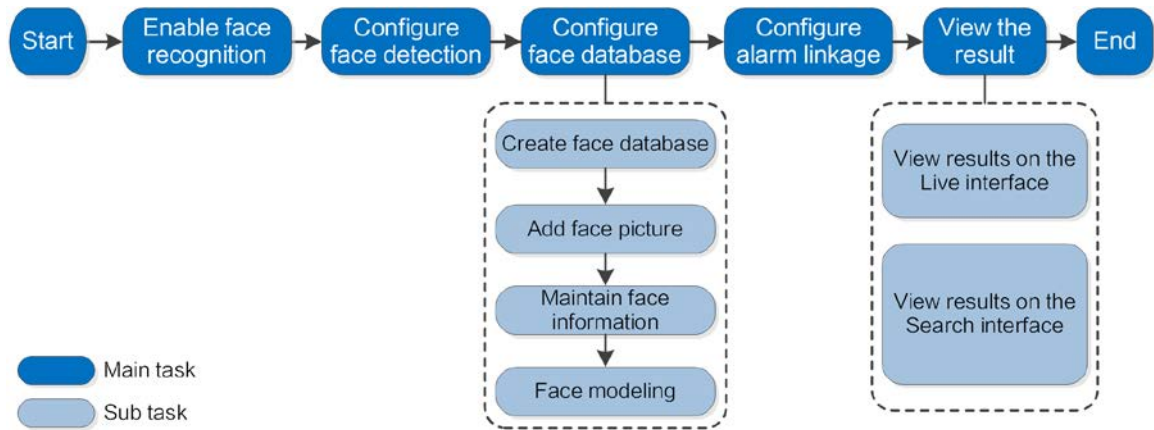 Start
Enable face
recognition
Configure
face detection
Configure
face database
Configure
alarm linkage
View the
result
End
Create face database
Add face picture
Maintain face
information
Face modeling
View results on the
Live interface
View results on the
Search interface
Main task
Sub task